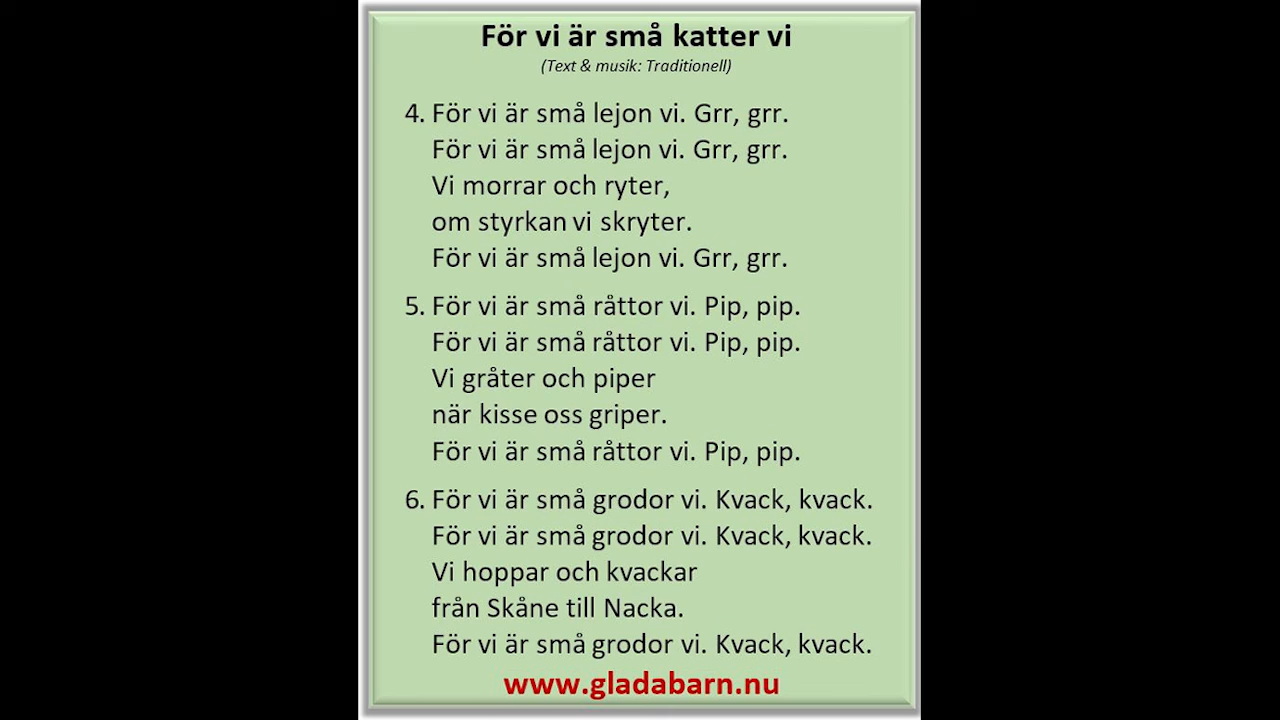 För vi är små katter vi
(Text & musik: Traditionell)
4. För vi är små lejon vi. Grr, grr.
För vi är små lejon vi. Grr, grr.
Vi morrar och ryter,
om styrkan vi skryter.
För vi är små lejon vi. Grr, grr.
5. För vi är små råttor vi. Pip, pip.
För vi är små råttor vi. Pip, pip.
Vi gråter och piper
när kisse oss griper.
För vi är små råttor vi. Pip, pip.
6. För vi är små grodor vi. Kvack, kvack.
För vi är små grodor vi. Kvack, kvack.
Vi hoppar och kvackar
från Skåne till Nacka.
För vi är små grodor vi. Kvack, kvack.
www.gladabarn.nu